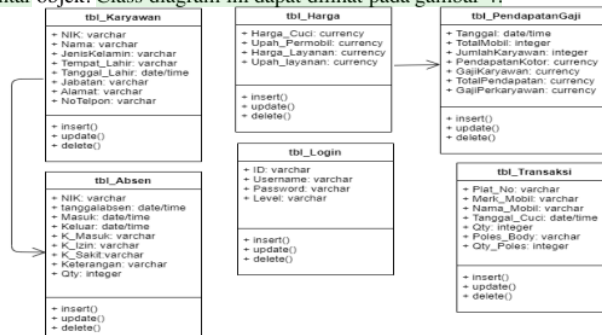 objek. Class diagram ini dapat dilihat pada gambar 4.
tbl_Karyawan
+ NIK: varchar
+ Nama: varchar
+ JenisKelamin: varchar
+ Tempat_Lahir: varchar
+ Tanggal_Lahir: date/time
+ Jabatan: varchar
+ Alamat: varchar
+ NoTelpon: varchar
+ insert()
+ update()
+ delete()
tbl_Harga
+ Harga_Cuci: currency
+ Upah_Permobil: currency
+ Harga_Layanan: currency
+ Upah_layanan: currency
+ insert()
+ update()
+ delete()
tbl_PendapatanGaji
+ Tanggal: date/time
+ TotalMobil: integer
+ JumlahKaryawan: integer
+ PendapatanKotor: currency
+ GajiKaryawan: currency
+ TotalPendapatan: currency
+ GajiPerkaryawan: currency
+ insert()
+ update()
+ delete()
tbl_Absen
+ NIK: varchar
+ tanggalabsen: date/time
+ Masuk: date/time
+ Keluar: date/time
+ K_Masuk: varchar
+ K_Izin: varchar
+ K_Sakit:varchar
+ Keterangan: varchar
+ Qty: integer
+ insert()
+ update()
+ delete()
tbl_Login
+ ID: varchar
+ Username: varchar
+ Password: varchar
+ Level: varchar
+ insert()
+ update()
+ delete()
tbl_Transaksi
+ Plat_No: varchar
+ Merk_Mobil: varchar
+ Nama_Mobil: varchar
+ Tanggal_Cuci: date/time
+ Qty: integer
+ Poles_Body: varchar
+ Qty_Poles: integer
+ insert()
+ update()
+ delete()